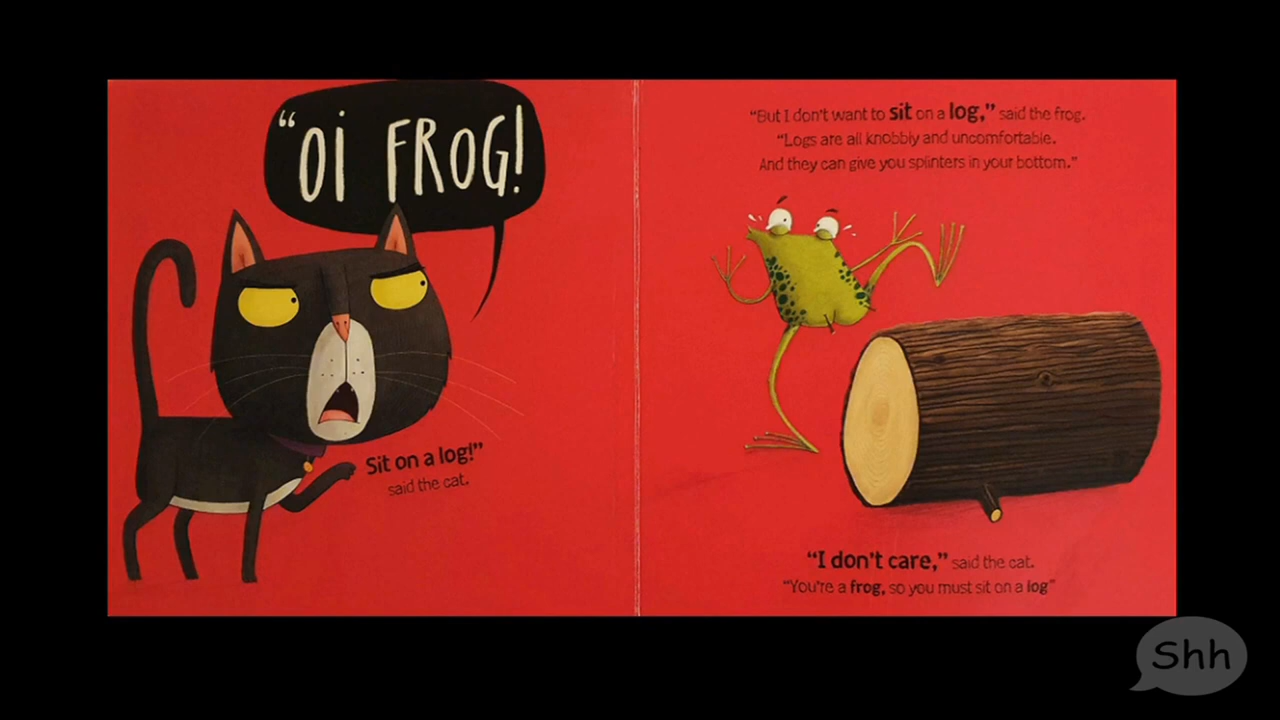 “OI FROG!
Sit on a log!”
said the cat.
“But I don't want to sit on a log,” said the frog.
“Logs are all knobbly and uncomfortable.
And they can give you splinters in your bottom.”
“I don't care,” said the cat.
“You're a frog, so you must sit on a log”
Shh